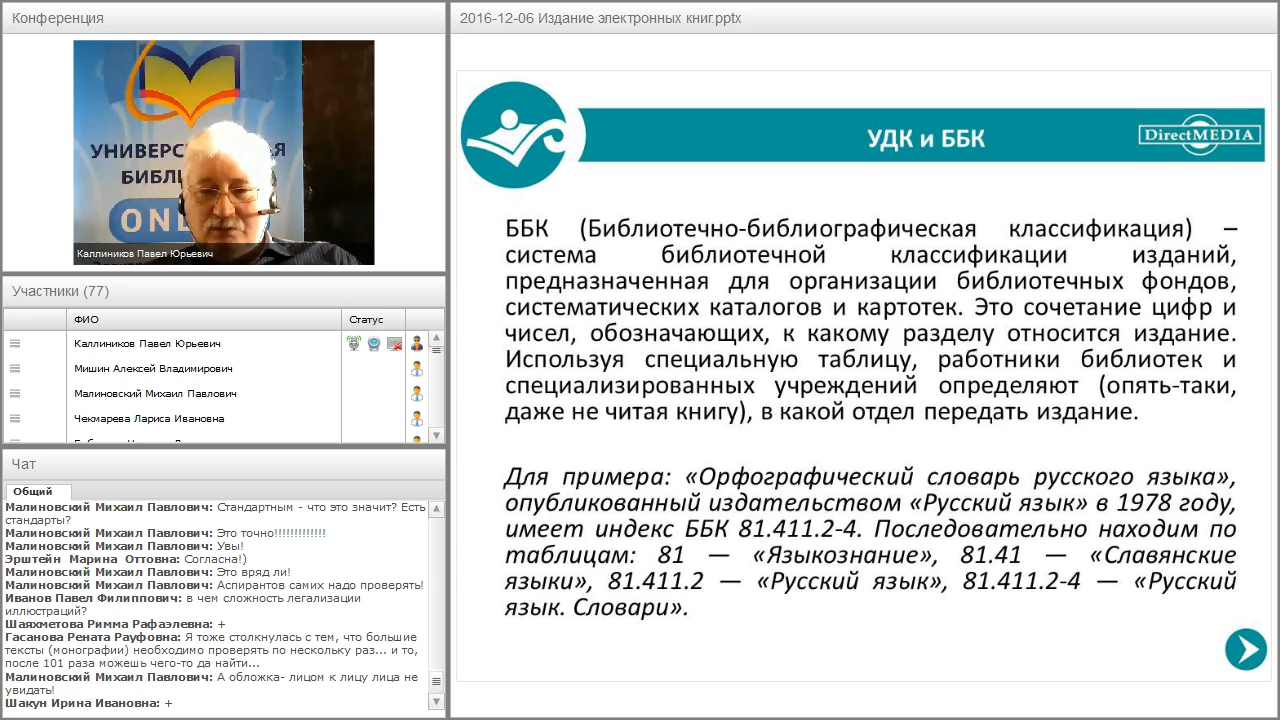 Конференция
УНИВЕРС АЯ
БИБЛ
ON
Каллиников Павел Юрьевич
Участники (77)
ФИО Статус
Каллиников Павел Юрьевич
Мишин Алексей Владимирович
Малиновский Михаил Павлович
Чекмарева Лариса Ивановна
Чат
Общий
Малиновский Михаил Павлович: Стандартным - что это значит? Есть
стандарты?
Малиновский Михаил Павлович: Это точно!!!!!!!!!!!!!
Малиновский Михаил Павлович: Увы!
Эрштейн Марина Оттовна: Согласна!)
Малиновский Михаил Павлович: Это вряд ли!
Малиновский Михаил Павлович: Аспирантов самих надо проверять!
Иванов Павел Филиппович: в чем сложность легализации
иллюстраций?
Шаяхметова Римма Рафаэлевна: +
Гасанова Рената Рауфовна: Я тоже столкнулась с тем, что большие
тексты (монографии) необходимо проверять по нескольку раз... и то,
после 101 раза можешь чего-то да найти...
Малиновский Михаил Павлович: А обложка- лицом к лицу лица не
увидать!
Шакун Ирина Ивановна: +
2016-12-06 Издание электронных книг.pptx
УДК и ББК
DirectMEDIA
ББК (Библиотечно-библиографическая классификация) –
система библиотечной классификации изданий,
предназначенная для организации библиотечных фондов,
систематических каталогов и картотек. Это сочетание цифр и
чисел, обозначающих, к какому разделу относится издание.
Используя специальную таблицу, работники библиотек и
специализированных учреждений определяют (опять-таки,
даже не читая книгу), в какой отдел передать издание.
Для примера: «Орфографический словарь русского языка»,
опубликованный издательством «Русский язык» в 1978 году,
имеет индекс ББК 81.411.2-4. Последовательно находим по
таблицам: 81 — «Языкознание», 81.41 — «Славянские
языки», 81.411.2 — «Русский язык», 81.411.2-4 — «Русский
язык. Словари».